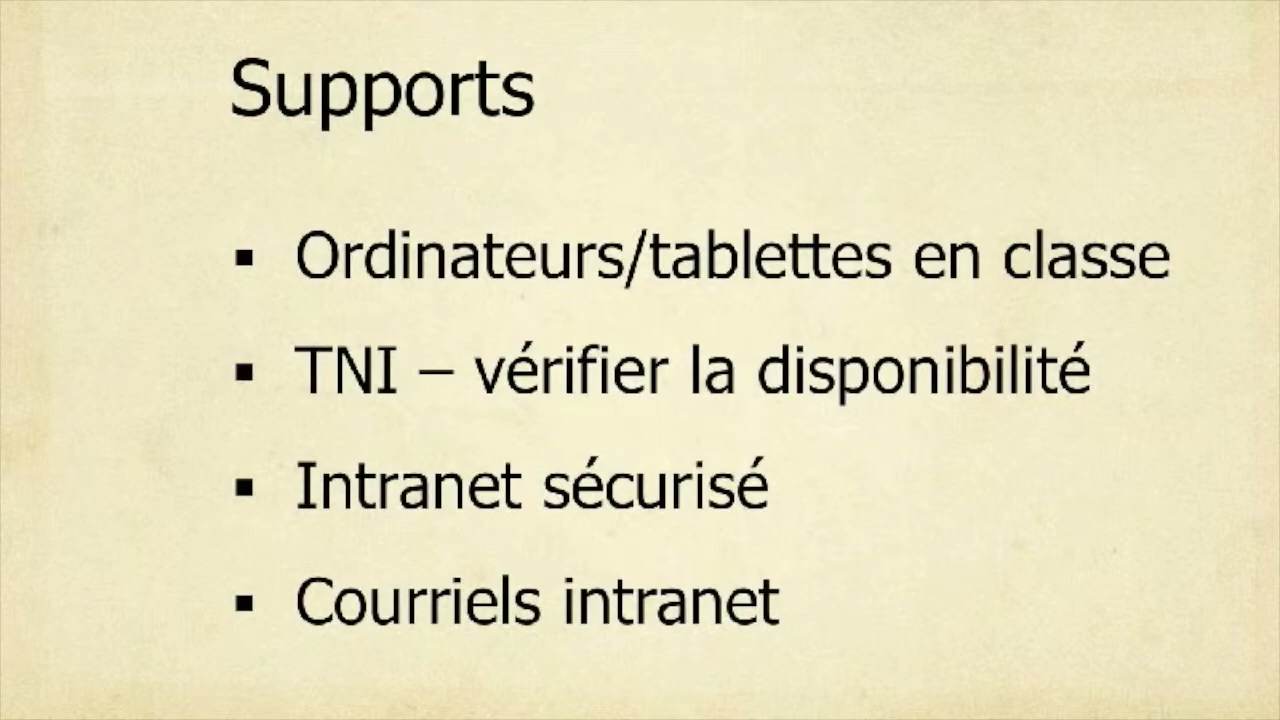 Supports
▪ Ordinateurs/tablettes en classe
▪ TNI – vérifier la disponibilité
▪ Intranet sécurisé
▪ Courriels intranet